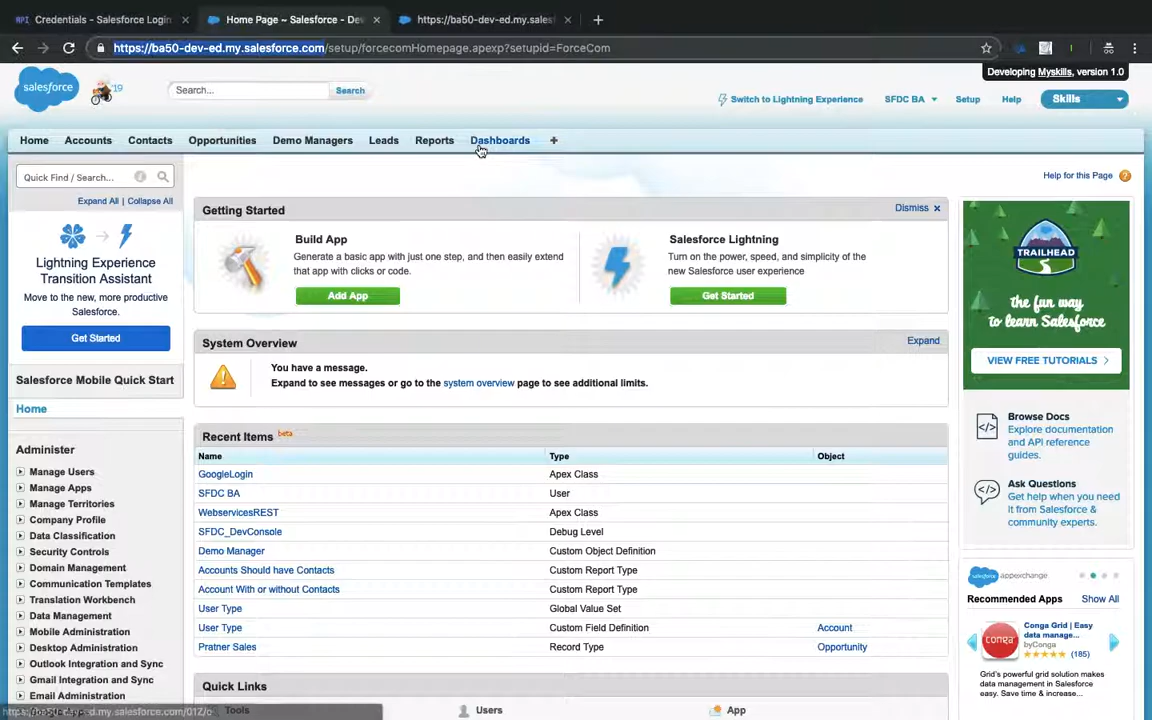 API Credentials - Salesforce Login
Home Page ~ Salesforce - Dev
https://ba50-dev-ed.my.salesf
https://ba50-dev-ed.my.salesforce.com/setup/forcecomHomepage.apexp?setupid=ForceCom
Developing Myskills, version 1.0
salesforce
'19
Search...
Search
Switch to Lightning Experience
SFDC BA
Setup
Help
Skills
Home
Accounts
Contacts
Opportunities
Demo Managers
Leads
Reports
Dashboards
+
Quick Find / Search...
Expand All | Collapse All
Lightning Experience
Transition Assistant
Move to the new, more productive
Salesforce.
Get Started
Salesforce Mobile Quick Start
Home
Administer
Manage Users
Manage Apps
Manage Territories
Company Profile
Data Classification
Security Controls
Domain Management
Communication Templates
Translation Workbench
Data Management
Mobile Administration
Desktop Administration
Outlook Integration and Sync
Gmail Integration and Sync
Email Administration
Help for this Page
Getting Started
Dismiss
Build App
Generate a basic app with just one step, and then easily extend
that app with clicks or code.
Add App
Salesforce Lightning
Turn on the power, speed, and simplicity of the
new Salesforce user experience
Get Started
System Overview
Expand
You have a message.
Expand to see messages or go to the system overview page to see additional limits.
Recent Items beta
Name Type Object
GoogleLogin Apex Class
SFDC BA User
WebservicesREST Apex Class
SFDC_DevConsole Debug Level
Demo Manager Custom Object Definition
Accounts Should have Contacts Custom Report Type
Account With or without Contacts Custom Report Type
User Type Global Value Set
User Type Custom Field Definition Account
Pratner Sales Record Type Opportunity
Quick Links
Tools
Users
App
TRAILHEAD
the fun way
to learn Salesforce
VIEW FREE TUTORIALS
Browse Docs
Explore documentation
and API reference
guides.
Ask Questions
Get help when you need
it from Salesforce &
community experts.
salesforce appexchange
Recommended Apps
Show All
conga
Conga Grid | Easy
data manage...
byConga
(185)
Grid's powerful grid solution makes
data management in Salesforce
easy. Save time & increase...